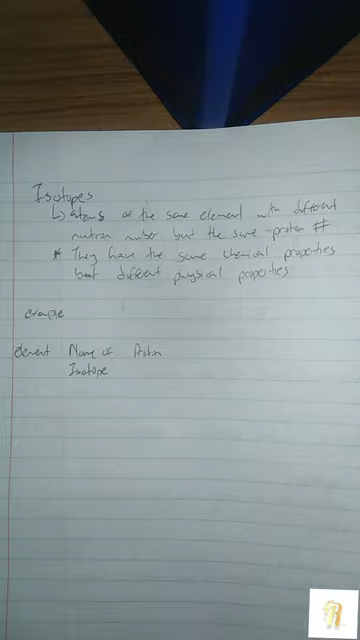 Isotopes
↳ atoms of the same element with different
nutron number but the same proton #
* They have the same chemical properties
but different physical properties
example
element Name of Proton
Isotope